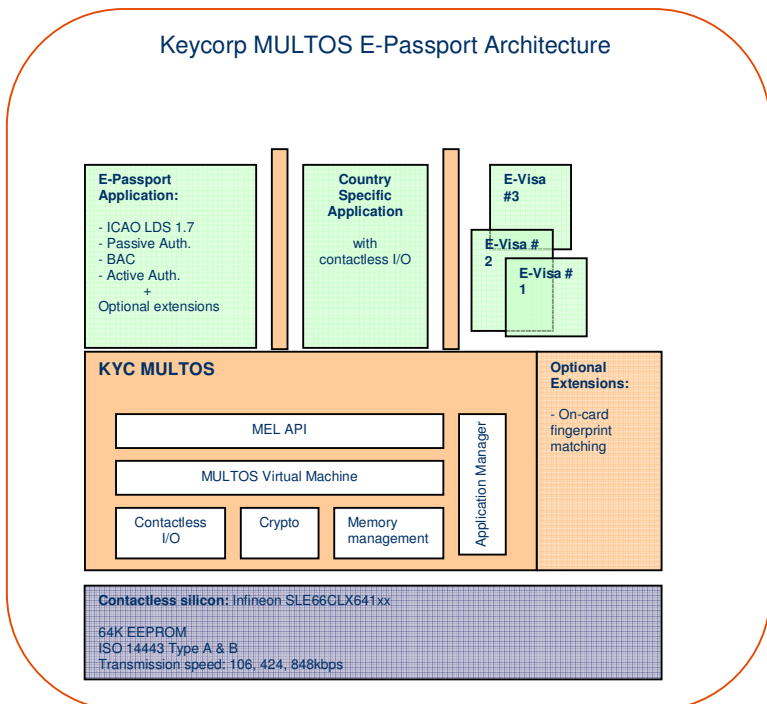 Keycorp MULTOS E-Passport Architecture
E-Passport
Application:
- ICAO LDS 1.7
- Passive Auth.
- BAC
- Active Auth.
+
Optional extensions
Country
Specific
Application
with
contactless I/O
E-Visa
#3
E-Visa #
2
E-Visa #
1
KYC MULTOS
MEL API
MULTOS Virtual Machine
Contactless
I/O
Crypto
Memory
management
Application Manager
Optional
Extensions:
- On-card
fingerprint
matching
Contactless silicon: Infineon SLE66CLX641xx
64K EEPROM
ISO 14443 Type A & B
Transmission speed: 106, 424, 848kbps